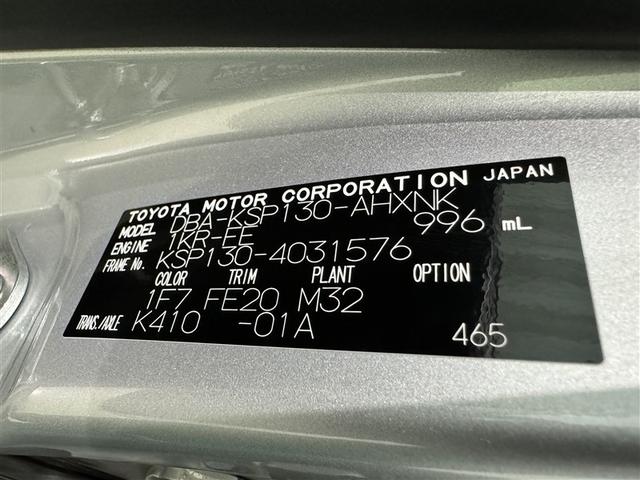 TOYOTA MOTOR CORPORATION JAPAN
MODEL DBA-KSP130-AHXNK
ENGINE 1KR-FE 996 mL
FRAME No. KSP130-4031576
COLOR TRIM PLANT OPTION
1F7 FE20 M32
TRANS./AXLE K410 -01A 465